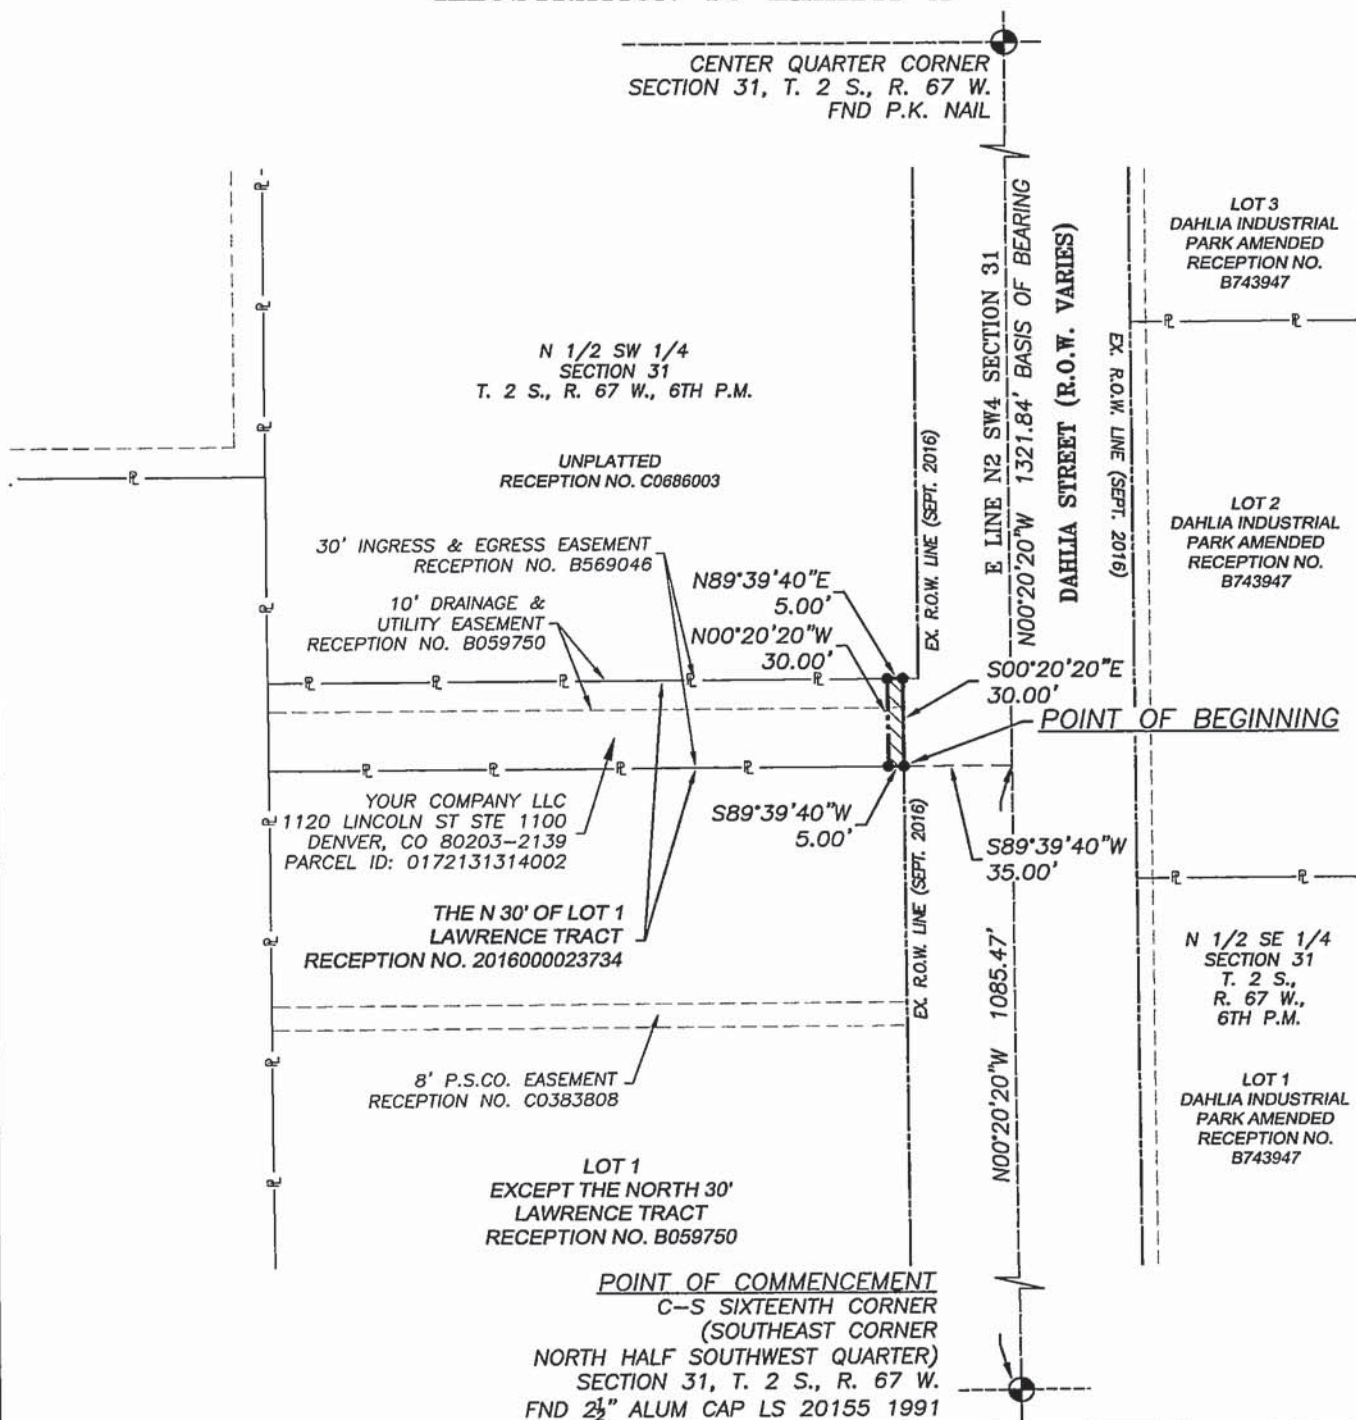 CENTER QUARTER CORNER
SECTION 31, T. 2 S., R. 67 W.
FND P.K. NAIL
LOT 3
DAHLIA INDUSTRIAL
PARK AMENDED
RECEPTION NO.
B743947
E LINE N2 SW4 SECTION 31
N00°20'20"W 1321.84' BASIS OF BEARING
DAHLIA STREET (R.O.W. VARIES)
EX. R.O.W. LINE (SEPT. 2016)
EX. R.O.W. LINE (SEPT. 2016)
N 1/2 SW 1/4
SECTION 31
T. 2 S., R. 67 W., 6TH P.M.
UNPLATTED
RECEPTION NO. C0686003
LOT 2
DAHLIA INDUSTRIAL
PARK AMENDED
RECEPTION NO.
B743947
30' INGRESS & EGRESS EASEMENT
RECEPTION NO. B569046
10' DRAINAGE &
UTILITY EASEMENT
RECEPTION NO. B059750
N89°39'40"E
5.00'
N00°20'20"W
30.00'
S00°20'20"E
30.00'
POINT OF BEGINNING
YOUR COMPANY LLC
1120 LINCOLN ST STE 1100
DENVER, CO 80203-2139
PARCEL ID: 0172131314002
S89°39'40"W
5.00'
S89°39'40"W
35.00'
EX. R.O.W. LINE (SEPT. 2016)
THE N 30' OF LOT 1
LAWRENCE TRACT
RECEPTION NO. 2016000023734
N00°20'20"W 1085.47'
N 1/2 SE 1/4
SECTION 31
T. 2 S.,
R. 67 W.,
6TH P.M.
8' P.S.CO. EASEMENT
RECEPTION NO. C0383808
LOT 1
DAHLIA INDUSTRIAL
PARK AMENDED
RECEPTION NO.
B743947
LOT 1
EXCEPT THE NORTH 30'
LAWRENCE TRACT
RECEPTION NO. B059750
POINT OF COMMENCEMENT
C-S SIXTEENTH CORNER
(SOUTHEAST CORNER
NORTH HALF SOUTHWEST QUARTER)
SECTION 31, T. 2 S., R. 67 W.
FND 2½" ALUM CAP LS 20155 1991